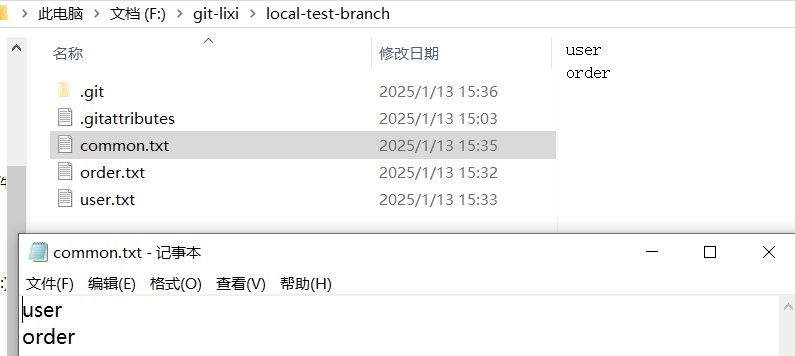 此电脑 > 文档 (F:) > git-lixi > local-test-branch
名称 修改日期
.git 2025/1/13 15:36
.gitattributes 2025/1/13 15:03
common.txt 2025/1/13 15:35
order.txt 2025/1/13 15:32
user.txt 2025/1/13 15:33
user
order
common.txt - 记事本
文件(F) 编辑(E) 格式(O) 查看(V) 帮助(H)
user
order